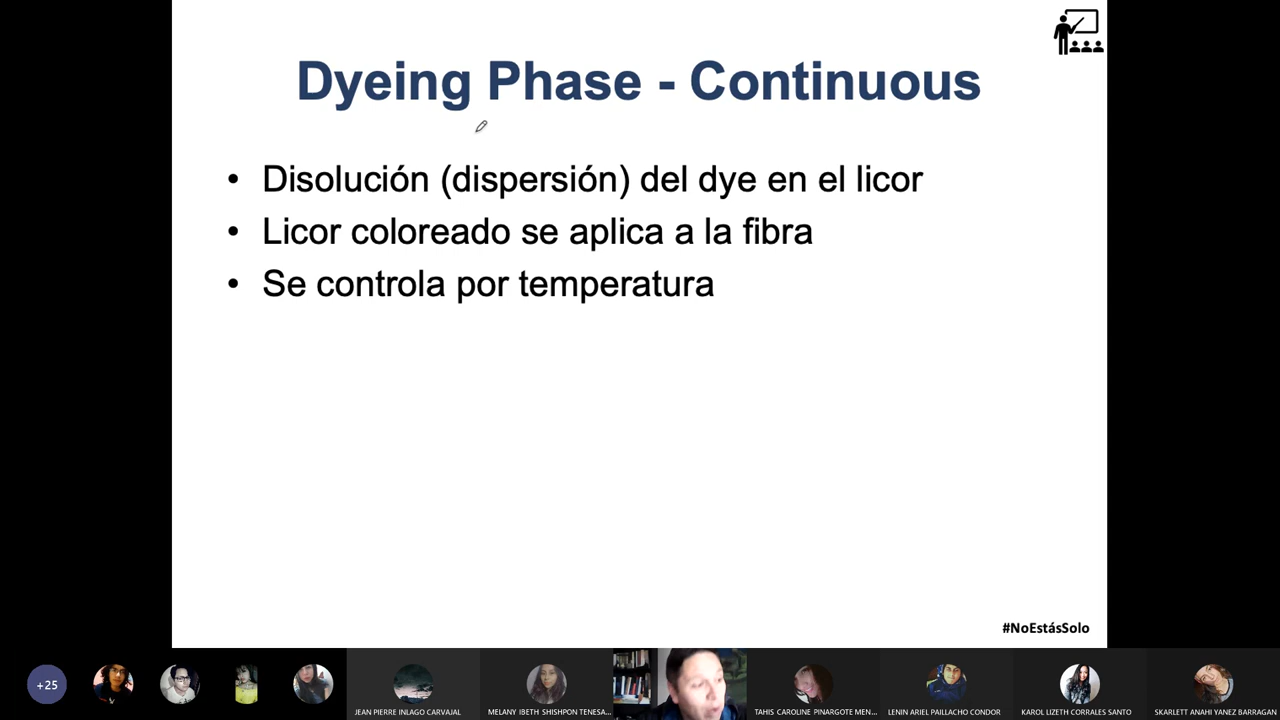 Dyeing Phase - Continuous
• Disolución (dispersión) del dye en el licor
• Licor coloreado se aplica a la fibra
• Se controla por temperatura
#NoEstásSolo
+25
JEAN PIERRE INLAGO CARVAJAL
MELANY IBETH SHISHPON TENESA...
TAHIS CAROLINE PINARGOTE MEN...
LENIN ARIEL PAILLACHO CONDOR
KAROL LIZETH CORRALES SANTO
SKARLETT ANAHI YANEZ BARRAGAN